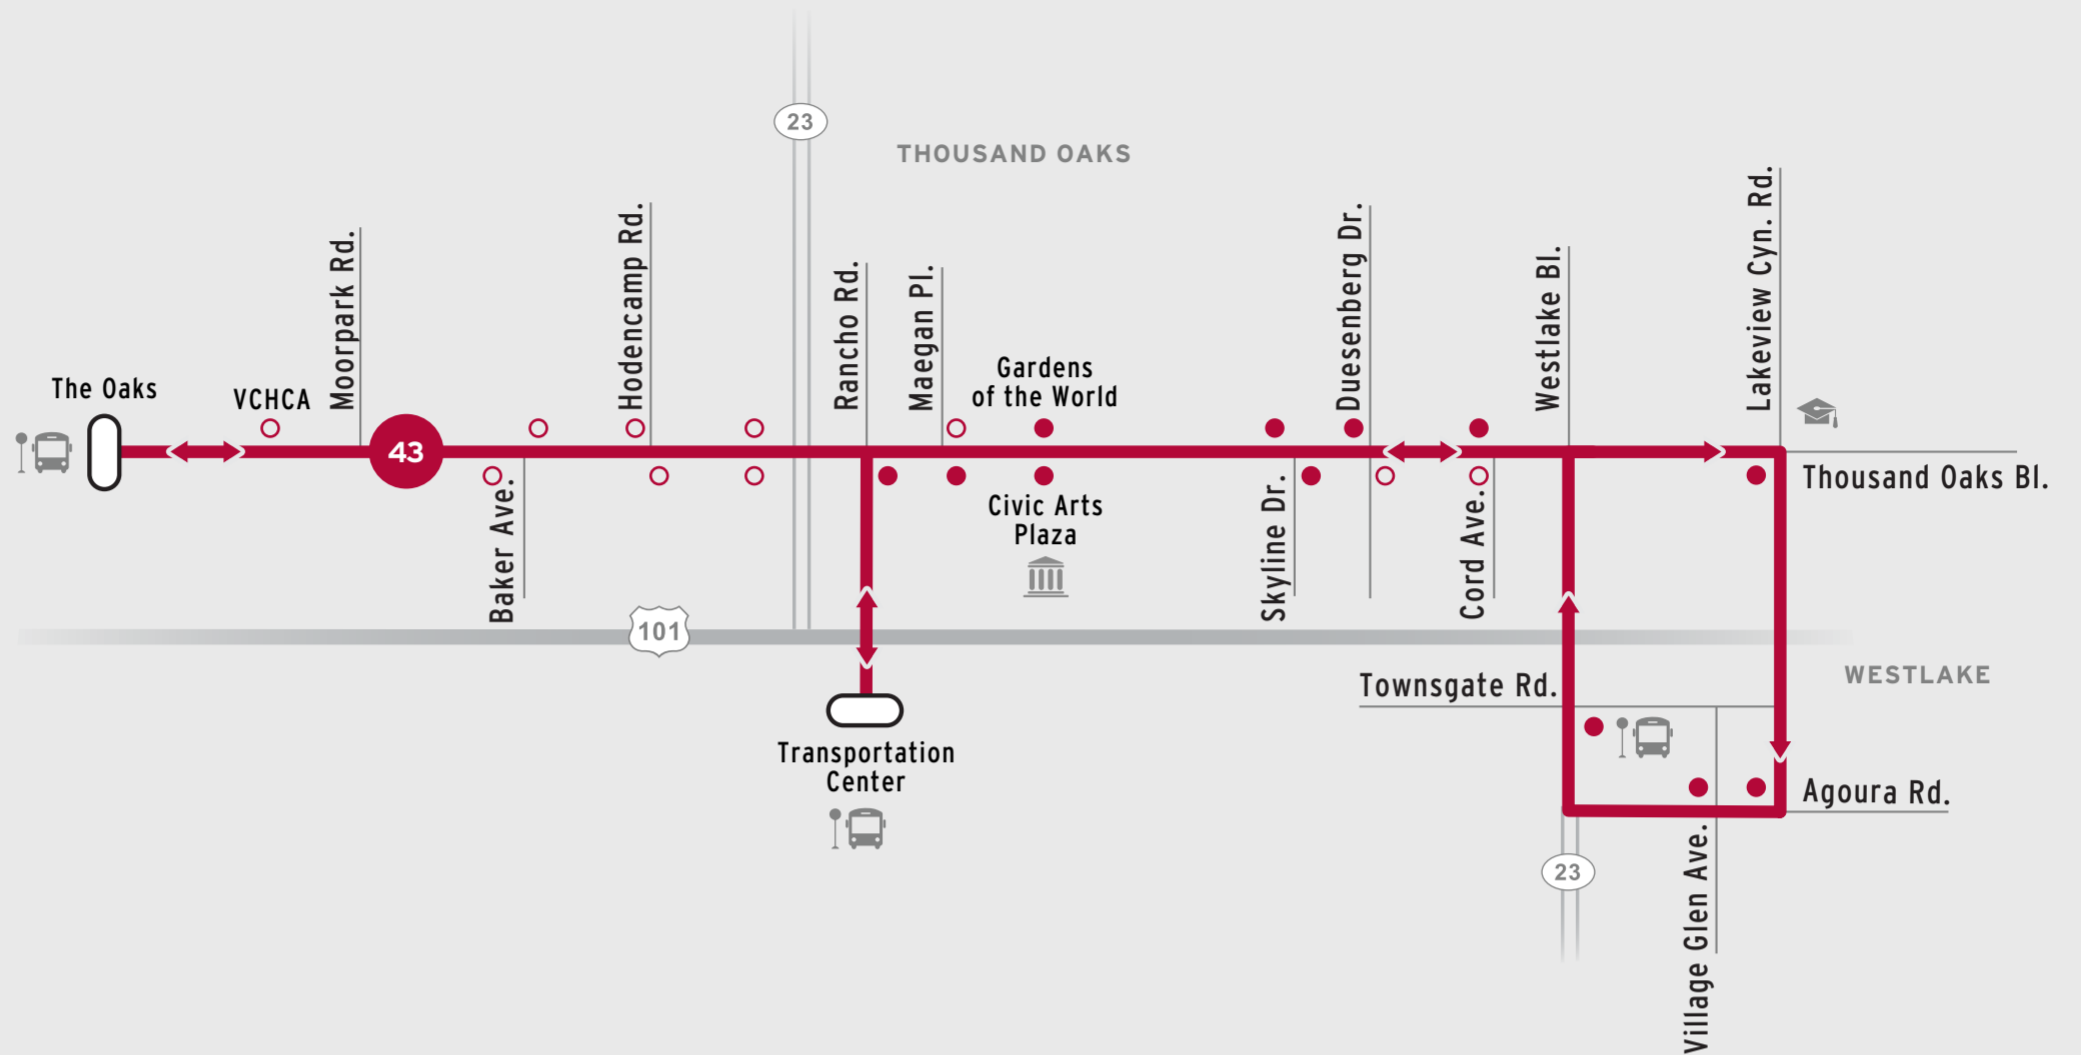 23
THOUSAND OAKS
The Oaks
VCHCA
Moorpark Rd.
43
Baker Ave.
Hodencamp Rd.
Rancho Rd.
Maegan Pl.
Gardens
of the World
Civic Arts
Plaza
Skyline Dr.
Duesenberg Dr.
Cord Ave.
Westlake Bl.
Lakeview Cyn. Rd.
Thousand Oaks Bl.
101
WESTLAKE
Townsgate Rd.
Transportation
Center
Agoura Rd.
23
Village Glen Ave.